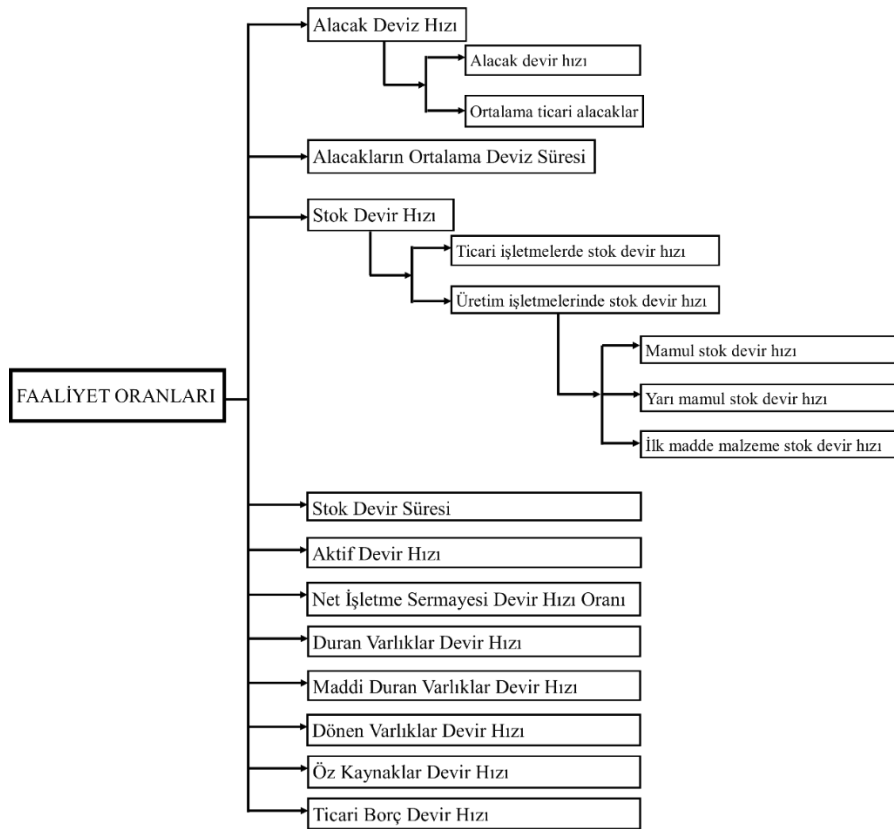 Alacak Deviz Hızı
Alacak devir hızı
Ortalama ticari alacaklar
Alacakların Ortalama Deviz Süresi
Stok Devir Hızı
Ticari işletmelerde stok devir hızı
Üretim işletmelerinde stok devir hızı
Mamul stok devir hızı
FAALİYET ORANLARI
Yarı mamul stok devir hızı
İlk madde malzeme stok devir hızı
Stok Devir Süresi
Aktif Devir Hızı
Net İşletme Sermayesi Devir Hızı Oranı
Duran Varlıklar Devir Hızı
Maddi Duran Varlıklar Devir Hızı
Dönen Varlıklar Devir Hızı
Öz Kaynaklar Devir Hızı
Ticari Borç Devir Hızı